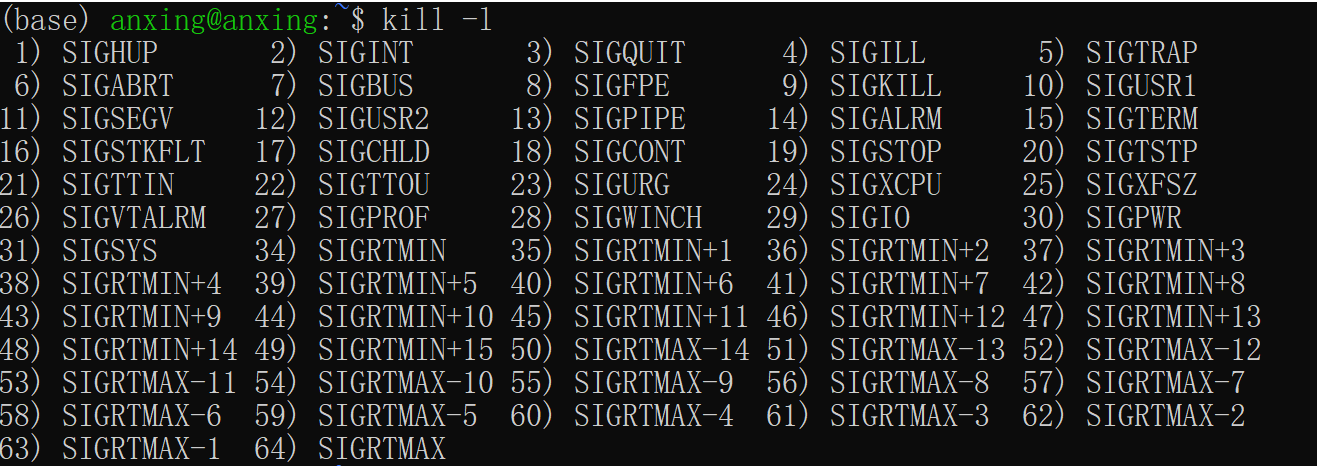 (base) anxing@anxing:~$ kill -l
 1) SIGHUP 2) SIGINT 3) SIGQUIT 4) SIGILL 5) SIGTRAP
 6) SIGABRT 7) SIGBUS 8) SIGFPE 9) SIGKILL 10) SIGUSR1
11) SIGSEGV 12) SIGUSR2 13) SIGPIPE 14) SIGALRM 15) SIGTERM
16) SIGSTKFLT 17) SIGCHLD 18) SIGCONT 19) SIGSTOP 20) SIGTSTP
21) SIGTTIN 22) SIGTTOU 23) SIGURG 24) SIGXCPU 25) SIGXFSZ
26) SIGVTALRM 27) SIGPROF 28) SIGWINCH 29) SIGIO 30) SIGPWR
31) SIGSYS 34) SIGRTMIN 35) SIGRTMIN+1 36) SIGRTMIN+2 37) SIGRTMIN+3
38) SIGRTMIN+4 39) SIGRTMIN+5 40) SIGRTMIN+6 41) SIGRTMIN+7 42) SIGRTMIN+8
43) SIGRTMIN+9 44) SIGRTMIN+10 45) SIGRTMIN+11 46) SIGRTMIN+12 47) SIGRTMIN+13
48) SIGRTMIN+14 49) SIGRTMIN+15 50) SIGRTMAX-14 51) SIGRTMAX-13 52) SIGRTMAX-12
53) SIGRTMAX-11 54) SIGRTMAX-10 55) SIGRTMAX-9 56) SIGRTMAX-8 57) SIGRTMAX-7
58) SIGRTMAX-6 59) SIGRTMAX-5 60) SIGRTMAX-4 61) SIGRTMAX-3 62) SIGRTMAX-2
63) SIGRTMAX-1 64) SIGRTMAX